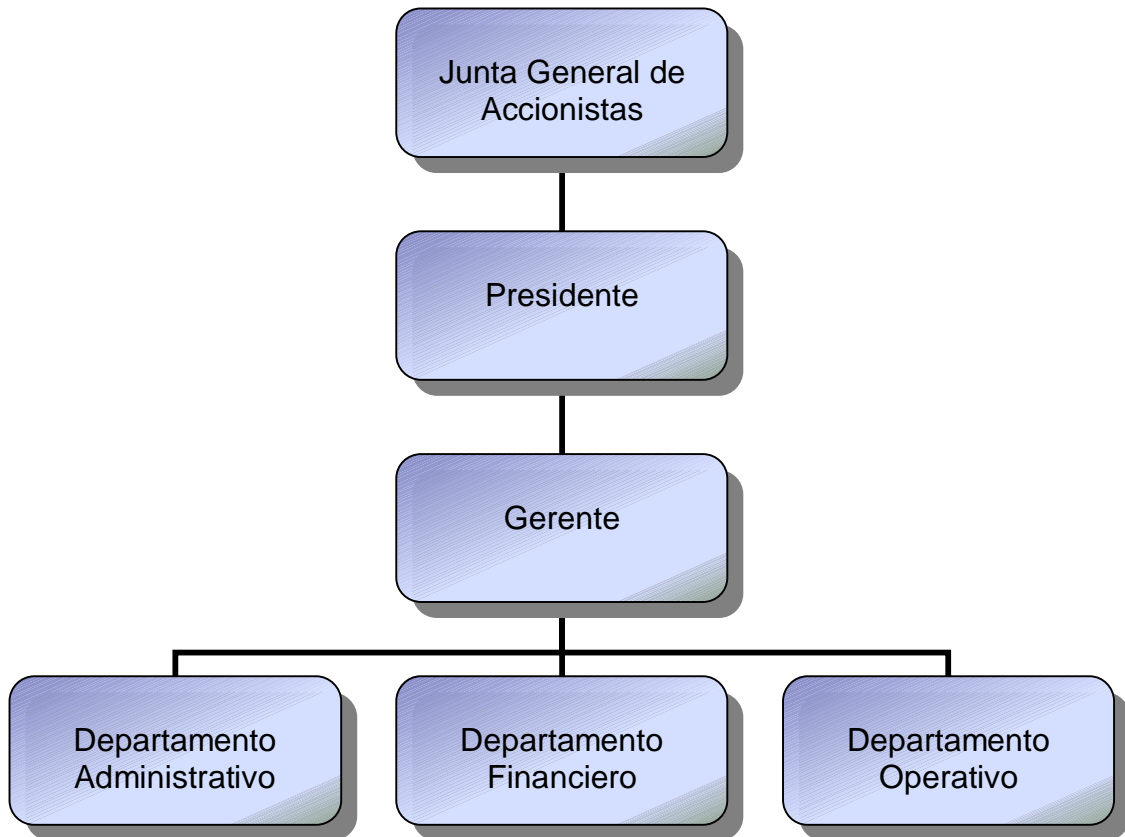 Junta General de
Accionistas
Presidente
Gerente
Departamento
Administrativo
Departamento
Financiero
Departamento
Operativo